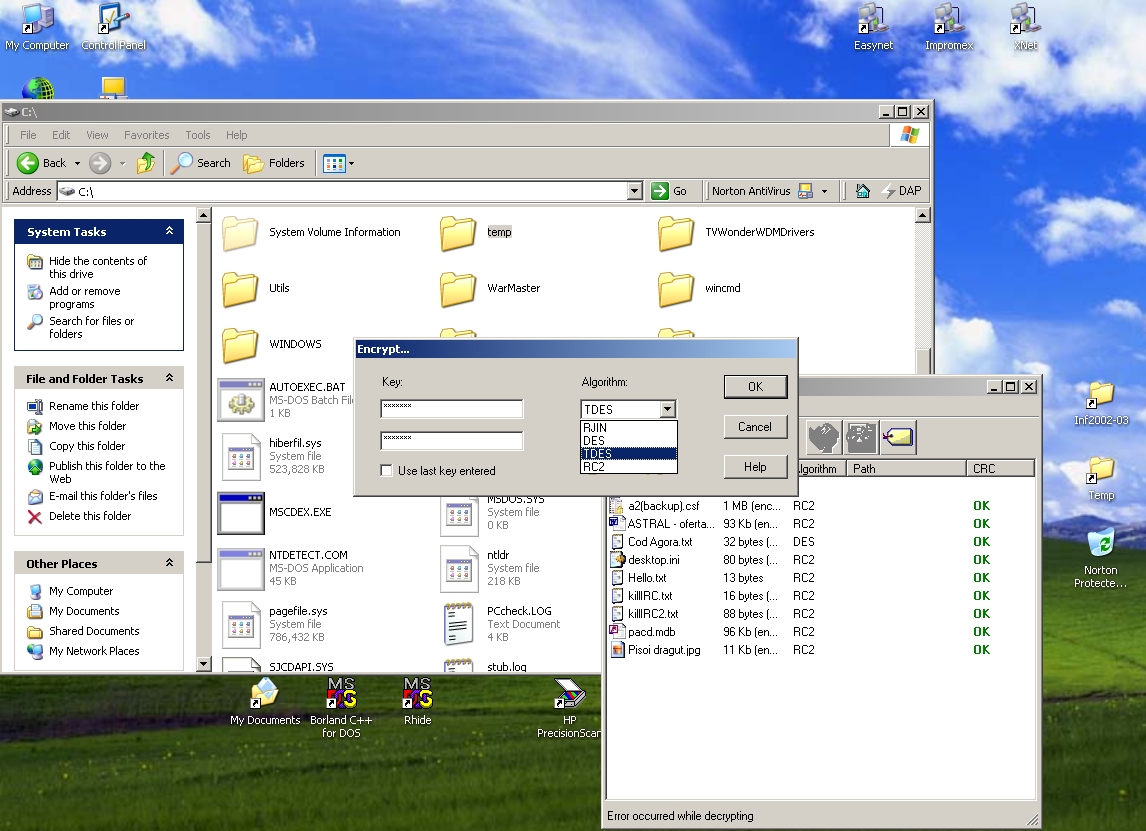 My Computer
Control Panel
Easynet
Impromex
XNet
C:\
File Edit View Favorites Tools Help
Back Search Folders
Address C:\ Go Norton AntiVirus DAP
System Tasks
Hide the contents of
this drive
Add or remove
programs
Search for files or
folders
File and Folder Tasks
Rename this folder
Move this folder
Copy this folder
Publish this folder to the
Web
E-mail this folder's files
Delete this folder
Other Places
My Computer
My Documents
Shared Documents
My Network Places
System Volume Information
temp
TVWonderWDMDrivers
Utils
WarMaster
wincmd
WINDOWS
AUTOEXEC.BAT
MS-DOS Batch File
1 KB
hiberfil.sys
System file
523,828 KB
MSCDEX.EXE
MSDOS.SYS
System file
0 KB
NTDETECT.COM
MS-DOS Application
45 KB
ntldr
System file
218 KB
pagefile.sys
System file
786,432 KB
PCcheck.LOG
Text Document
4 KB
SJCDAPI.SYS
stub.log
Encrypt...
Key:
*******
*******
Use last key entered
Algorithm:
TDES
RJIN
DES
TDES
RC2
OK
Cancel
Help
lgorithm Path CRC
a2(backup).csf 1 MB (enc... RC2 OK
ASTRAL - oferta... 93 Kb (en... RC2 OK
Cod Agora.txt 32 bytes (... DES OK
desktop.ini 80 bytes (... RC2 OK
Hello.txt 13 bytes RC2 OK
killIRC.txt 16 bytes (... RC2 OK
killIRC2.txt 88 bytes (... RC2 OK
pacd.mdb 96 Kb (en... RC2 OK
Pisoi dragut.jpg 11 Kb (en... RC2 OK
Error occurred while decrypting
Inf2002-03
Temp
Norton
Protecte...
My Documents
MS
Borland C++
for DOS
MS
Rhide
HP
PrecisionScan